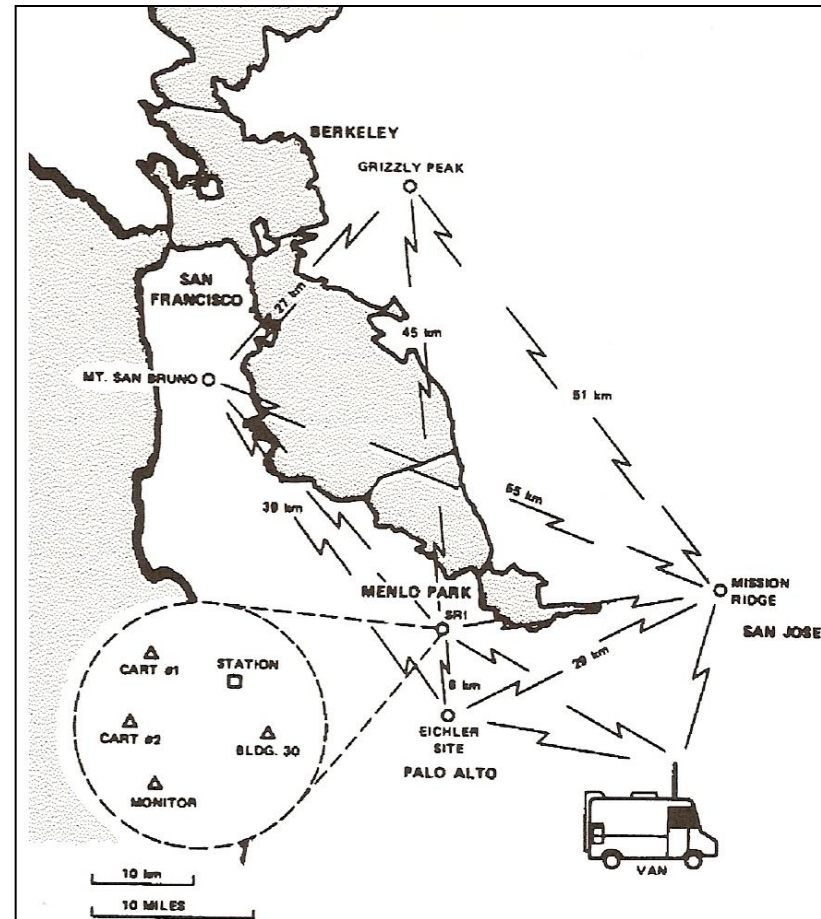 BERKELEY
GRIZZLY PEAK
SAN
FRANCISCO
27 km
45 km
MT. SAN BRUNO
51 km
65 km
39 km
MENLO PARK
SRI
MISSION
RIDGE
SAN JOSE
CART #1
STATION
29 km
6 km
CART #2
BLDG. 30
EICHLER
SITE
PALO ALTO
MONITOR
VAN
10 km
10 MILES